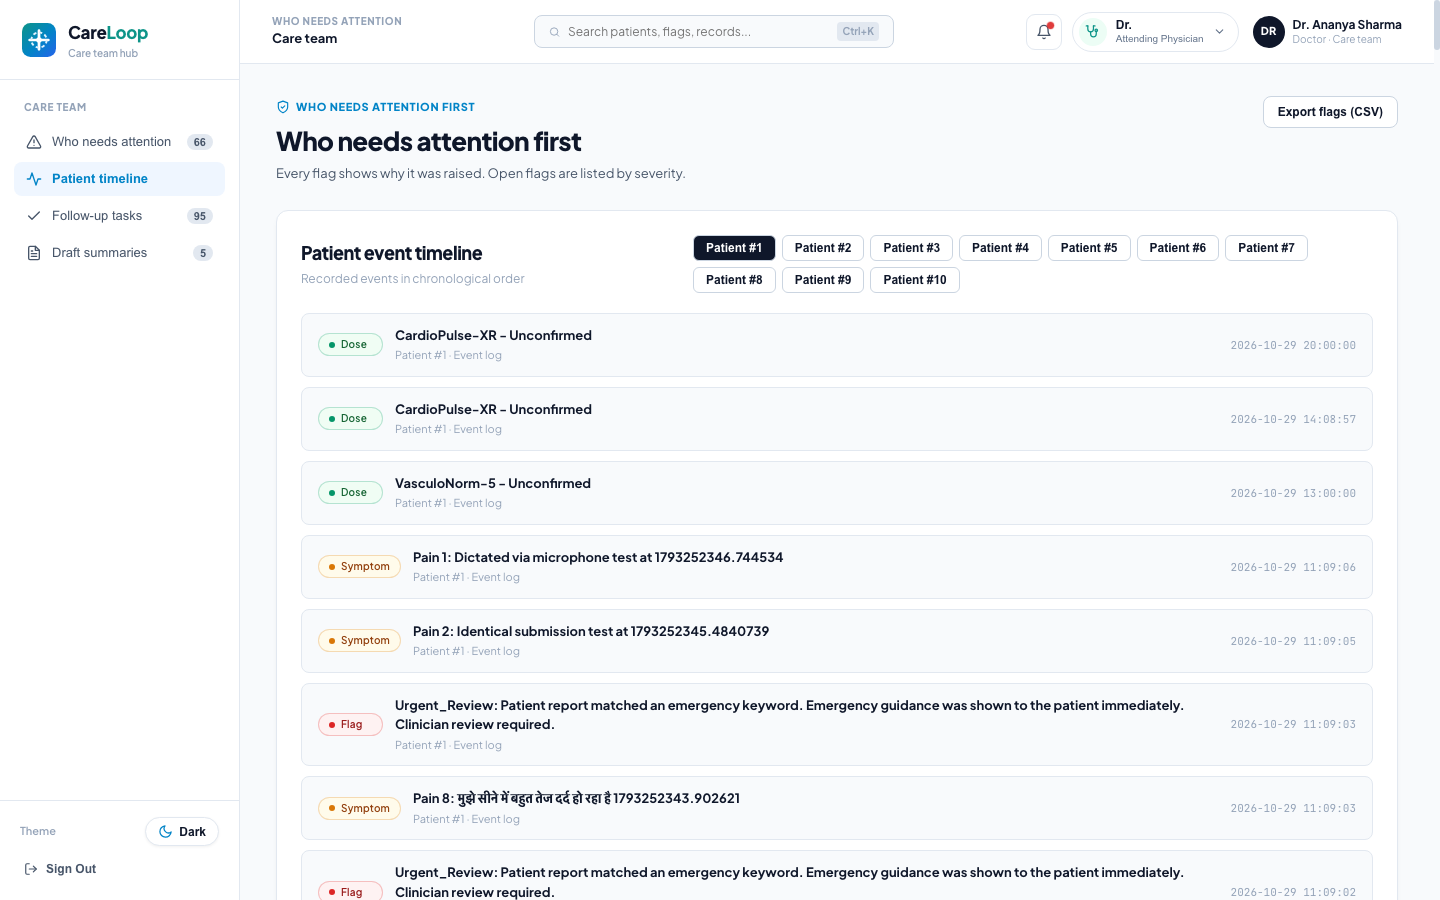 CareLoop
Care team hub
CARE TEAM
Who needs attention 66
Patient timeline
Follow-up tasks 95
Draft summaries 5
Theme
Dark
Sign Out
WHO NEEDS ATTENTION
Care team
Search patients, flags, records... Ctrl+K
Dr.
Attending Physician
DR
Dr. Ananya Sharma
Doctor · Care team
WHO NEEDS ATTENTION FIRST
Who needs attention first
Every flag shows why it was raised. Open flags are listed by severity.
Export flags (CSV)
Patient event timeline
Recorded events in chronological order
Patient #1 Patient #2 Patient #3 Patient #4 Patient #5 Patient #6 Patient #7
Patient #8 Patient #9 Patient #10
Dose
CardioPulse-XR - Unconfirmed
Patient #1 · Event log
2026-10-29 20:00:00
Dose
CardioPulse-XR - Unconfirmed
Patient #1 · Event log
2026-10-29 14:08:57
Dose
VasculoNorm-5 - Unconfirmed
Patient #1 · Event log
2026-10-29 13:00:00
Symptom
Pain 1: Dictated via microphone test at 1793252346.744534
Patient #1 · Event log
2026-10-29 11:09:06
Symptom
Pain 2: Identical submission test at 1793252345.4840739
Patient #1 · Event log
2026-10-29 11:09:05
Flag
Urgent_Review: Patient report matched an emergency keyword. Emergency guidance was shown to the patient immediately.
Clinician review required.
Patient #1 · Event log
2026-10-29 11:09:03
Symptom
Pain 8: मुझे सीने में बहुत तेज दर्द हो रहा है 1793252343.902621
Patient #1 · Event log
2026-10-29 11:09:03
Flag
Urgent_Review: Patient report matched an emergency keyword. Emergency guidance was shown to the patient immediately.
Clinician review required.
2026-10-29 11:09:02